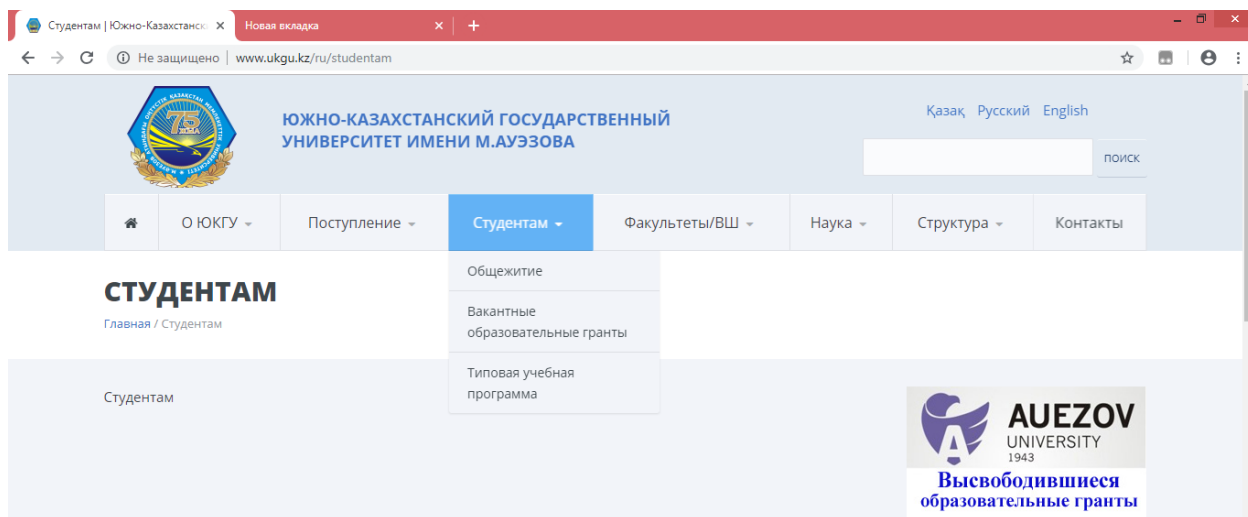 Студентам | Южно-Казахстанск
Новая вкладка
Не защищено | www.ukgu.kz/ru/studentam
75
ЖЫЛ
ЮЖНО-КАЗАХСТАНСКИЙ ГОСУДАРСТВЕННЫЙ
УНИВЕРСИТЕТ ИМЕНИ М.АУЭЗОВА
Қазақ Русский English
поиск
О ЮКГУ Поступление Студентам Факультеты/ВШ Наука Структура Контакты
Общежитие
Вакантные
образовательные гранты
Типовая учебная
программа
СТУДЕНТАМ
Главная / Студентам
Студентам
AUEZOV
UNIVERSITY
1943
Высвободившиеся
образовательные гранты